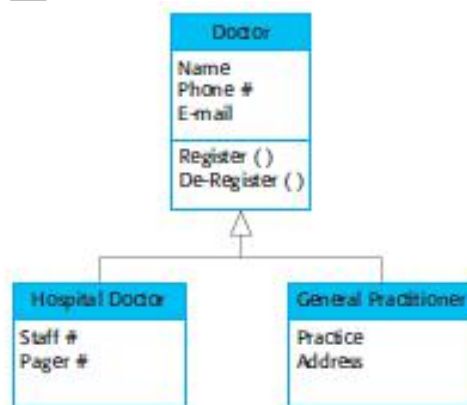 Doctor
Name
Phone #
E-mail
Register ( )
De-Register ( )
Hospital Doctor
Staff #
Pager #
General Practitioner
Practice
Address